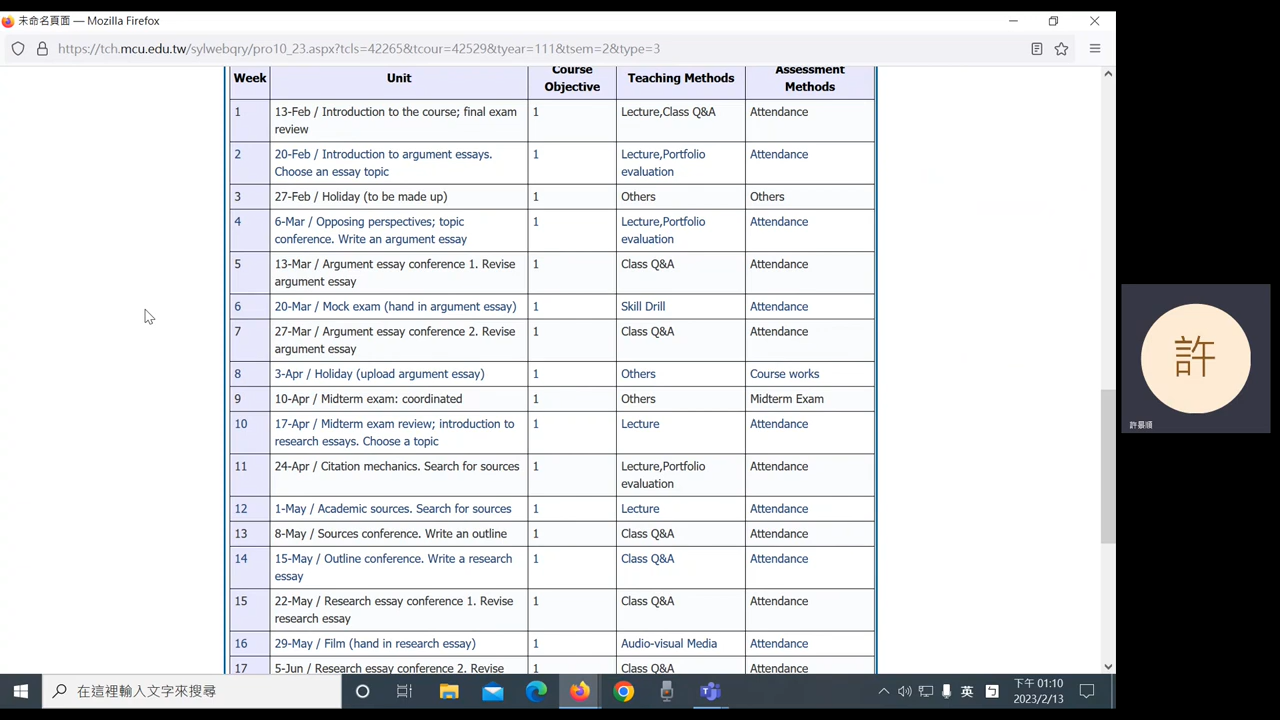 未命名頁面 — Mozilla Firefox
https://tch.mcu.edu.tw/sylwebqry/pro10_23.aspx?tcls=42265&tcour=42529&tyear=111&tsem=2&type=3
Week Unit Course Objective Teaching Methods Assessment Methods
1 13-Feb / Introduction to the course; final exam review 1 Lecture,Class Q&A Attendance
2 20-Feb / Introduction to argument essays. Choose an essay topic 1 Lecture,Portfolio evaluation Attendance
3 27-Feb / Holiday (to be made up) 1 Others Others
4 6-Mar / Opposing perspectives; topic conference. Write an argument essay 1 Lecture,Portfolio evaluation Attendance
5 13-Mar / Argument essay conference 1. Revise argument essay 1 Class Q&A Attendance
6 20-Mar / Mock exam (hand in argument essay) 1 Skill Drill Attendance
7 27-Mar / Argument essay conference 2. Revise argument essay 1 Class Q&A Attendance
8 3-Apr / Holiday (upload argument essay) 1 Others Course works
9 10-Apr / Midterm exam: coordinated 1 Others Midterm Exam
10 17-Apr / Midterm exam review; introduction to research essays. Choose a topic 1 Lecture Attendance
11 24-Apr / Citation mechanics. Search for sources 1 Lecture,Portfolio evaluation Attendance
12 1-May / Academic sources. Search for sources 1 Lecture Attendance
13 8-May / Sources conference. Write an outline 1 Class Q&A Attendance
14 15-May / Outline conference. Write a research essay 1 Class Q&A Attendance
15 22-May / Research essay conference 1. Revise research essay 1 Class Q&A Attendance
16 29-May / Film (hand in research essay) 1 Audio-visual Media Attendance
17 5-Jun / Research essay conference 2. Revise 1 Class Q&A Attendance
許
許景順
在這裡輸入文字來搜尋
英
下午 01:10
2023/2/13